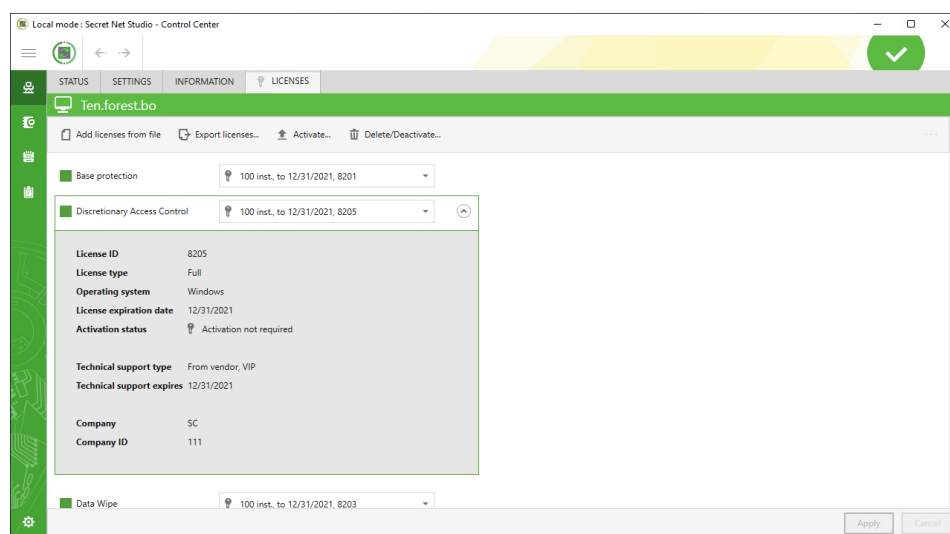 Local mode : Secret Net Studio - Control Center
STATUS SETTINGS INFORMATION LICENSES
Ten.forest.bo
Add licenses from file Export licenses... Activate... Delete/Deactivate...
Base protection 100 inst., to 12/31/2021, 8201
Discretionary Access Control 100 inst., to 12/31/2021, 8205
License ID 8205
License type Full
Operating system Windows
License expiration date 12/31/2021
Activation status Activation not required
Technical support type From vendor, VIP
Technical support expires 12/31/2021
Company SC
Company ID 111
Data Wipe 100 inst., to 12/31/2021, 8203
Apply Cancel